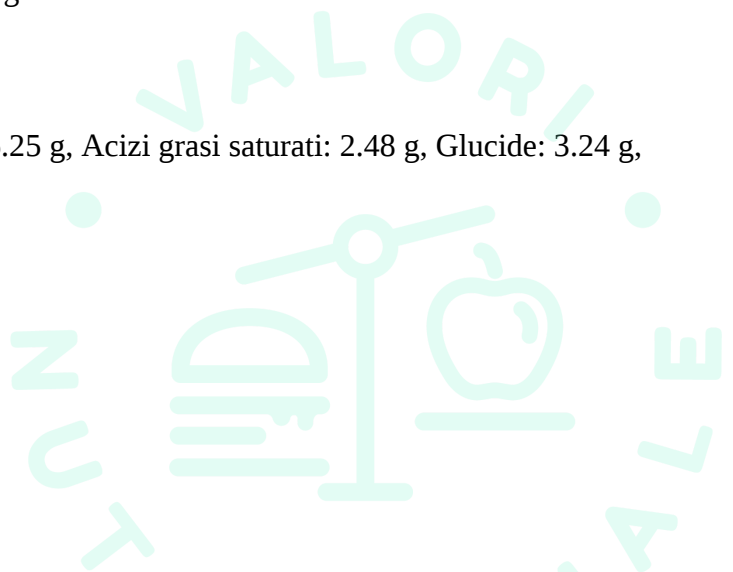 .25 g, Acizi grasi saturati: 2.48 g, Glucide: 3.24 g,
VALORI